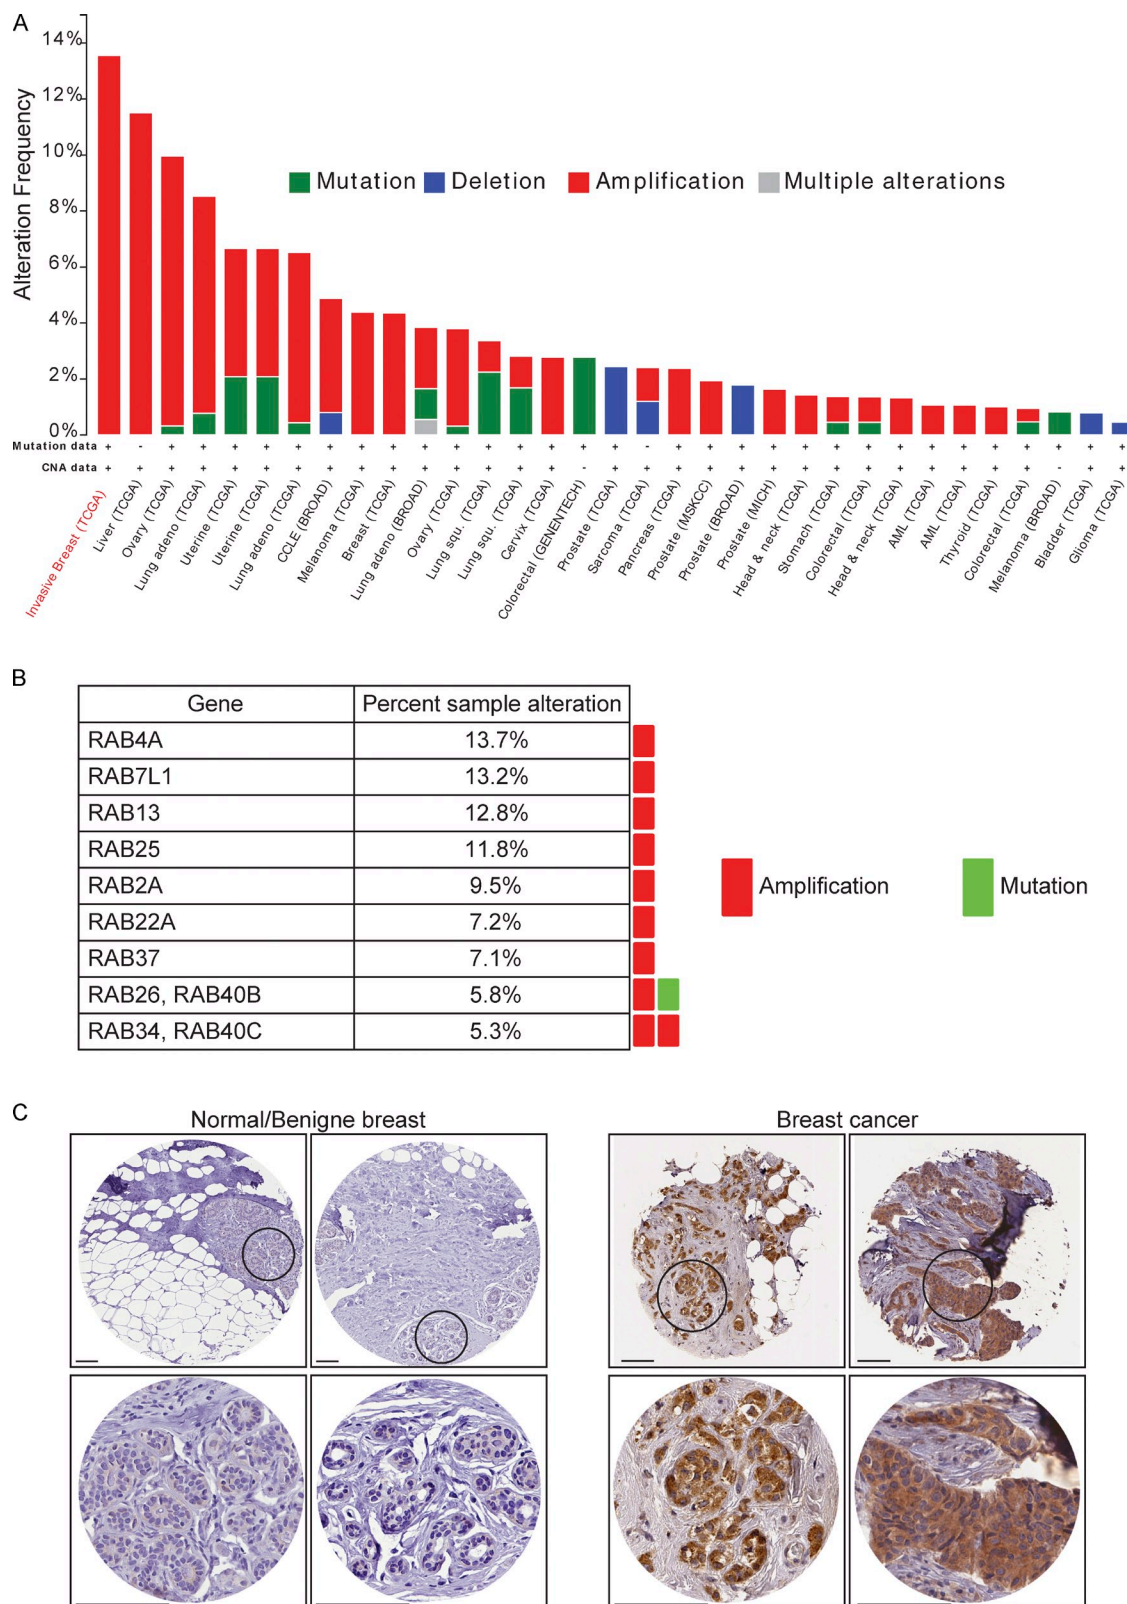 A
14%
12%
10%
8%
6%
4%
2%
0%
Alteration Frequency
Mutation Deletion Amplification Multiple alterations
Mutation data + - + + + + + + + + + + + + + + + - + + + + + + + + + + + + + + +
CNA data + + + + + + + + + + + + + + + - + + + + + + + + + + + + + + - + +
Invasive Breast (TCGA)
Liver (TCGA)
Ovary (TCGA)
Lung adeno (TCGA)
Uterine (TCGA)
Uterine (TCGA)
Lung adeno (TCGA)
CCLE (BROAD)
Melanoma (TCGA)
Breast (TCGA)
Lung adeno (BROAD)
Ovary (TCGA)
Lung squ. (TCGA)
Lung squ. (TCGA)
Cervix (TCGA)
Colorectal (GENENTECH)
Prostate (TCGA)
Sarcoma (TCGA)
Pancreas (TCGA)
Prostate (MSKCC)
Prostate (BROAD)
Prostate (MICH)
Head & neck (TCGA)
Stomach (TCGA)
Colorectal (TCGA)
Head & neck (TCGA)
AML (TCGA)
AML (TCGA)
Thyroid (TCGA)
Colorectal (TCGA)
Melanoma (BROAD)
Bladder (TCGA)
Glioma (TCGA)
B
Gene Percent sample alteration
RAB4A 13.7%
RAB7L1 13.2%
RAB13 12.8%
RAB25 11.8%
RAB2A 9.5%
RAB22A 7.2%
RAB37 7.1%
RAB26, RAB40B 5.8%
RAB34, RAB40C 5.3%
Amplification Mutation
C
Normal/Benigne breast Breast cancer